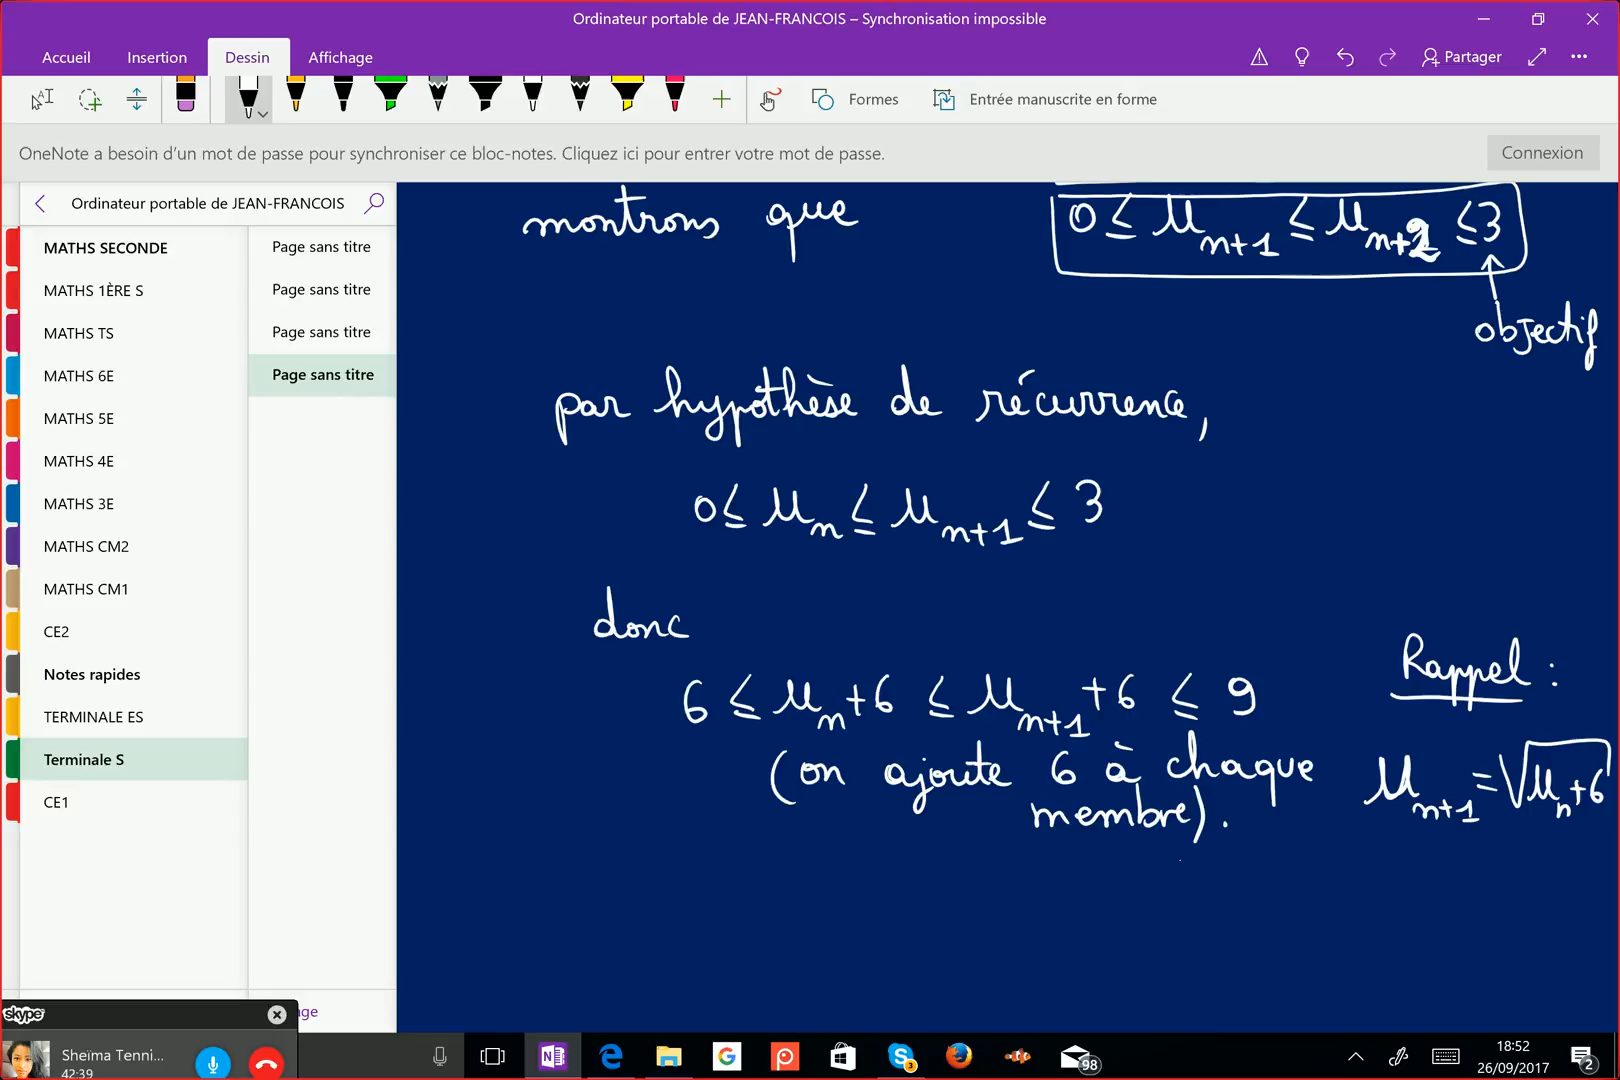 Ordinateur portable de JEAN-FRANCOIS – Synchronisation impossible
Accueil Insertion Dessin Affichage Partager
Formes Entrée manuscrite en forme
OneNote a besoin d'un mot de passe pour synchroniser ce bloc-notes. Cliquez ici pour entrer votre mot de passe. Connexion
Ordinateur portable de JEAN-FRANCOIS
MATHS SECONDE
MATHS 1ÈRE S
MATHS TS
MATHS 6E
MATHS 5E
MATHS 4E
MATHS 3E
MATHS CM2
MATHS CM1
CE2
Notes rapides
TERMINALE ES
Terminale S
CE1
Page sans titre
Page sans titre
Page sans titre
Page sans titre
age
montrons que 0 ≤ u_{n+1} ≤ u_{n+2} ≤ 3
objectif
par hypothèse de récurrence,
0 ≤ u_n ≤ u_{n+1} ≤ 3
donc
6 ≤ u_n + 6 ≤ u_{n+1} + 6 ≤ 9
(on ajoute 6 à chaque
membre).
Rappel :
u_{n+1} = √(u_n + 6)
skype
Sheïma Tenni...
42:39
3
98
18:52
26/09/2017
2